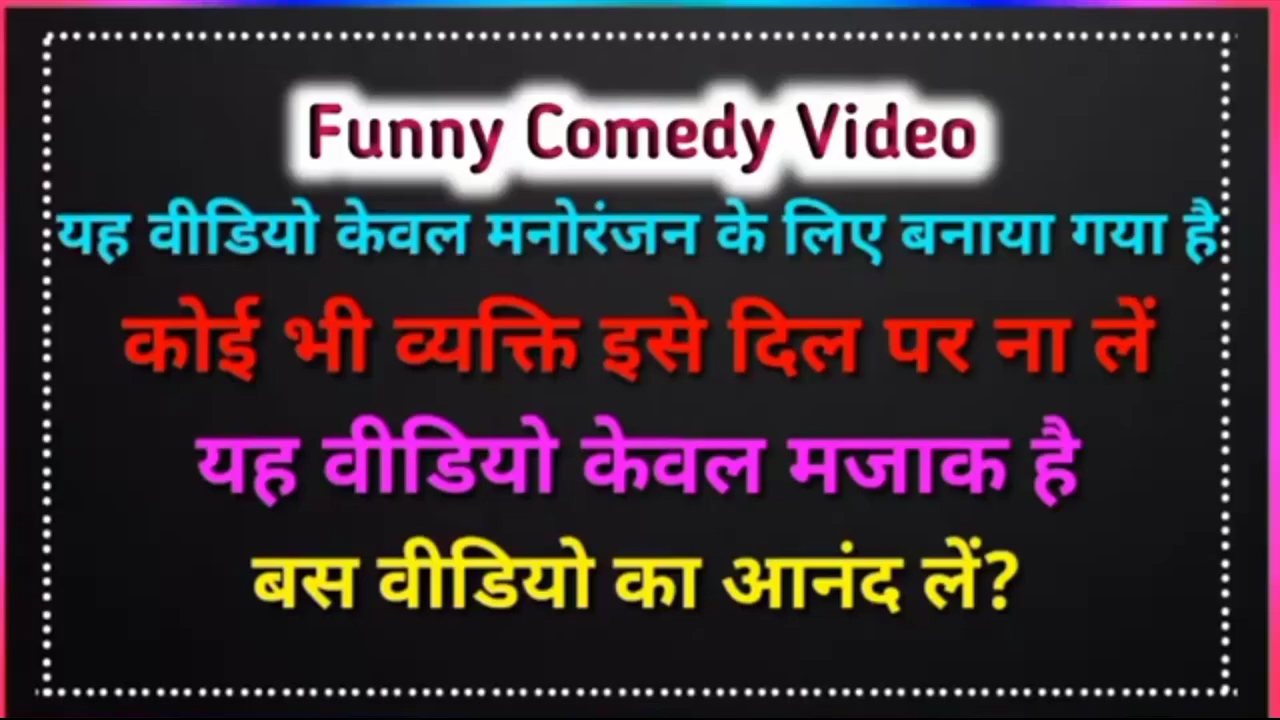 Funny Comedy Video
यह वीडियो केवल मनोरंजन के लिए बनाया गया है
कोई भी व्यक्ति इसे दिल पर ना लें
यह वीडियो केवल मजाक है
बस वीडियो का आनंद लें?